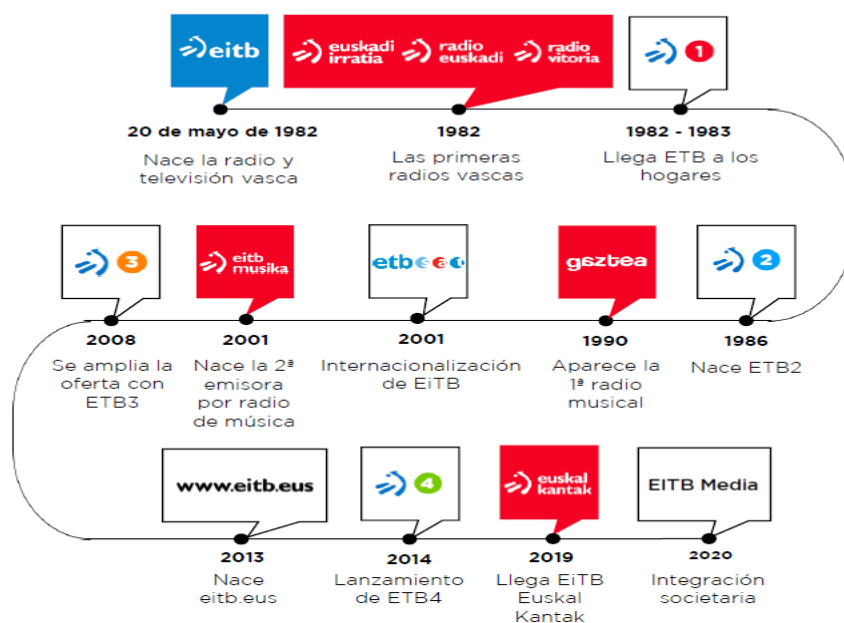 eitb
euskadi irratia
radio euskadi
radio vitoria
1
20 de mayo de 1982
Nace la radio y
televisión vasca
1982
Las primeras
radios vascas
1982 - 1983
Llega ETB a los
hogares
2
1986
Nace ETB2
gaztea
1990
Aparece la
1ª radio
musical
etbsat
2001
Internacionalización
de EiTB
eitb
musika
2001
Nace la 2ª
emisora
por radio
de música
3
2008
Se amplia la
oferta con
ETB3
www.eitb.eus
2013
Nace
eitb.eus
4
2014
Lanzamiento
de ETB4
euskal
kantak
2019
Llega EiTB
Euskal
Kantak
EITB Media
2020
Integración
societaria